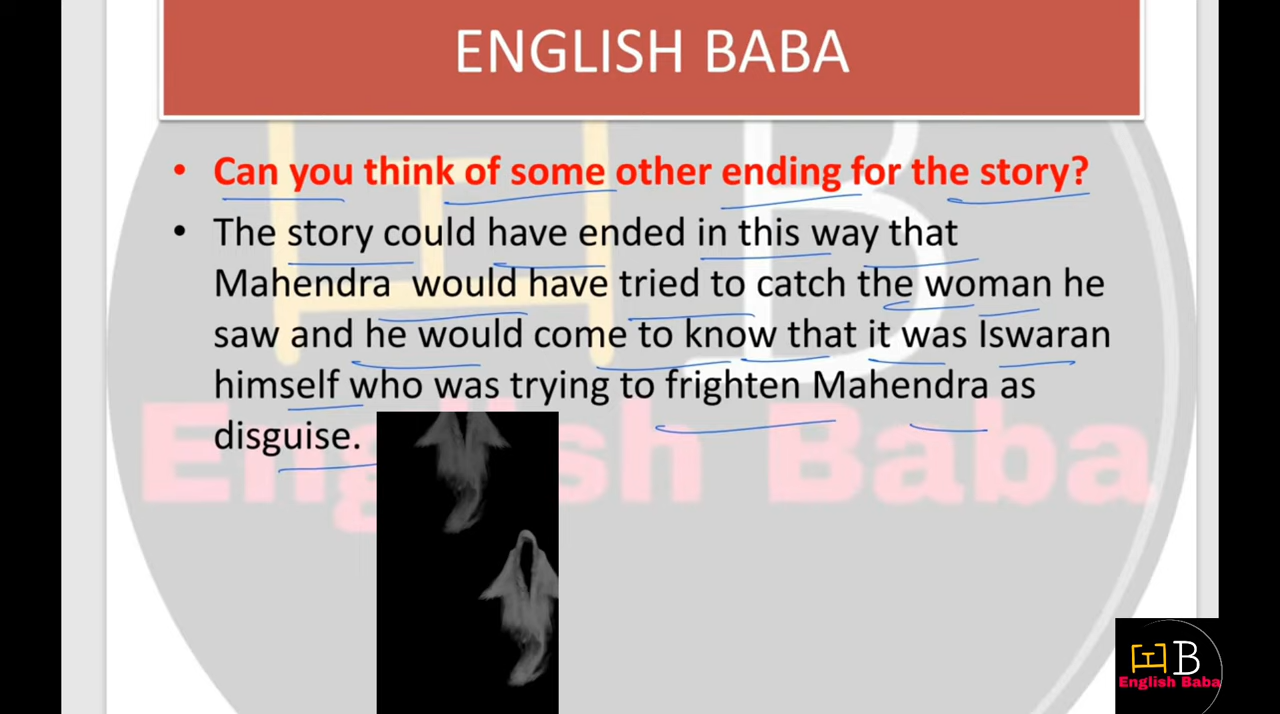 ENGLISH BABA
• Can you think of some other ending for the story?
• The story could have ended in this way that
Mahendra would have tried to catch the woman he
saw and he would come to know that it was Iswaran
himself who was trying to frighten Mahendra as
disguise.
English Baba
B
English Baba